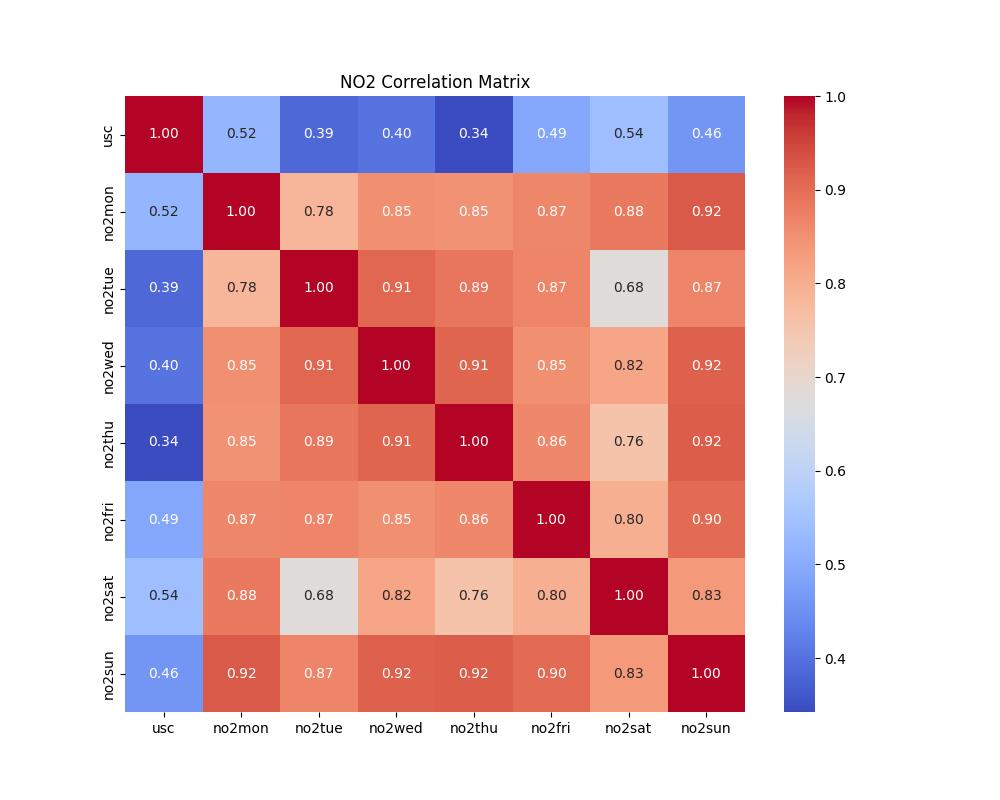 NO2 Correlation Matrix
usc 1.00 0.52 0.39 0.40 0.34 0.49 0.54 0.46
no2mon 0.52 1.00 0.78 0.85 0.85 0.87 0.88 0.92
no2tue 0.39 0.78 1.00 0.91 0.89 0.87 0.68 0.87
no2wed 0.40 0.85 0.91 1.00 0.91 0.85 0.82 0.92
no2thu 0.34 0.85 0.89 0.91 1.00 0.86 0.76 0.92
no2fri 0.49 0.87 0.87 0.85 0.86 1.00 0.80 0.90
no2sat 0.54 0.88 0.68 0.82 0.76 0.80 1.00 0.83
no2sun 0.46 0.92 0.87 0.92 0.92 0.90 0.83 1.00
usc no2mon no2tue no2wed no2thu no2fri no2sat no2sun
1.0
0.9
0.8
0.7
0.6
0.5
0.4